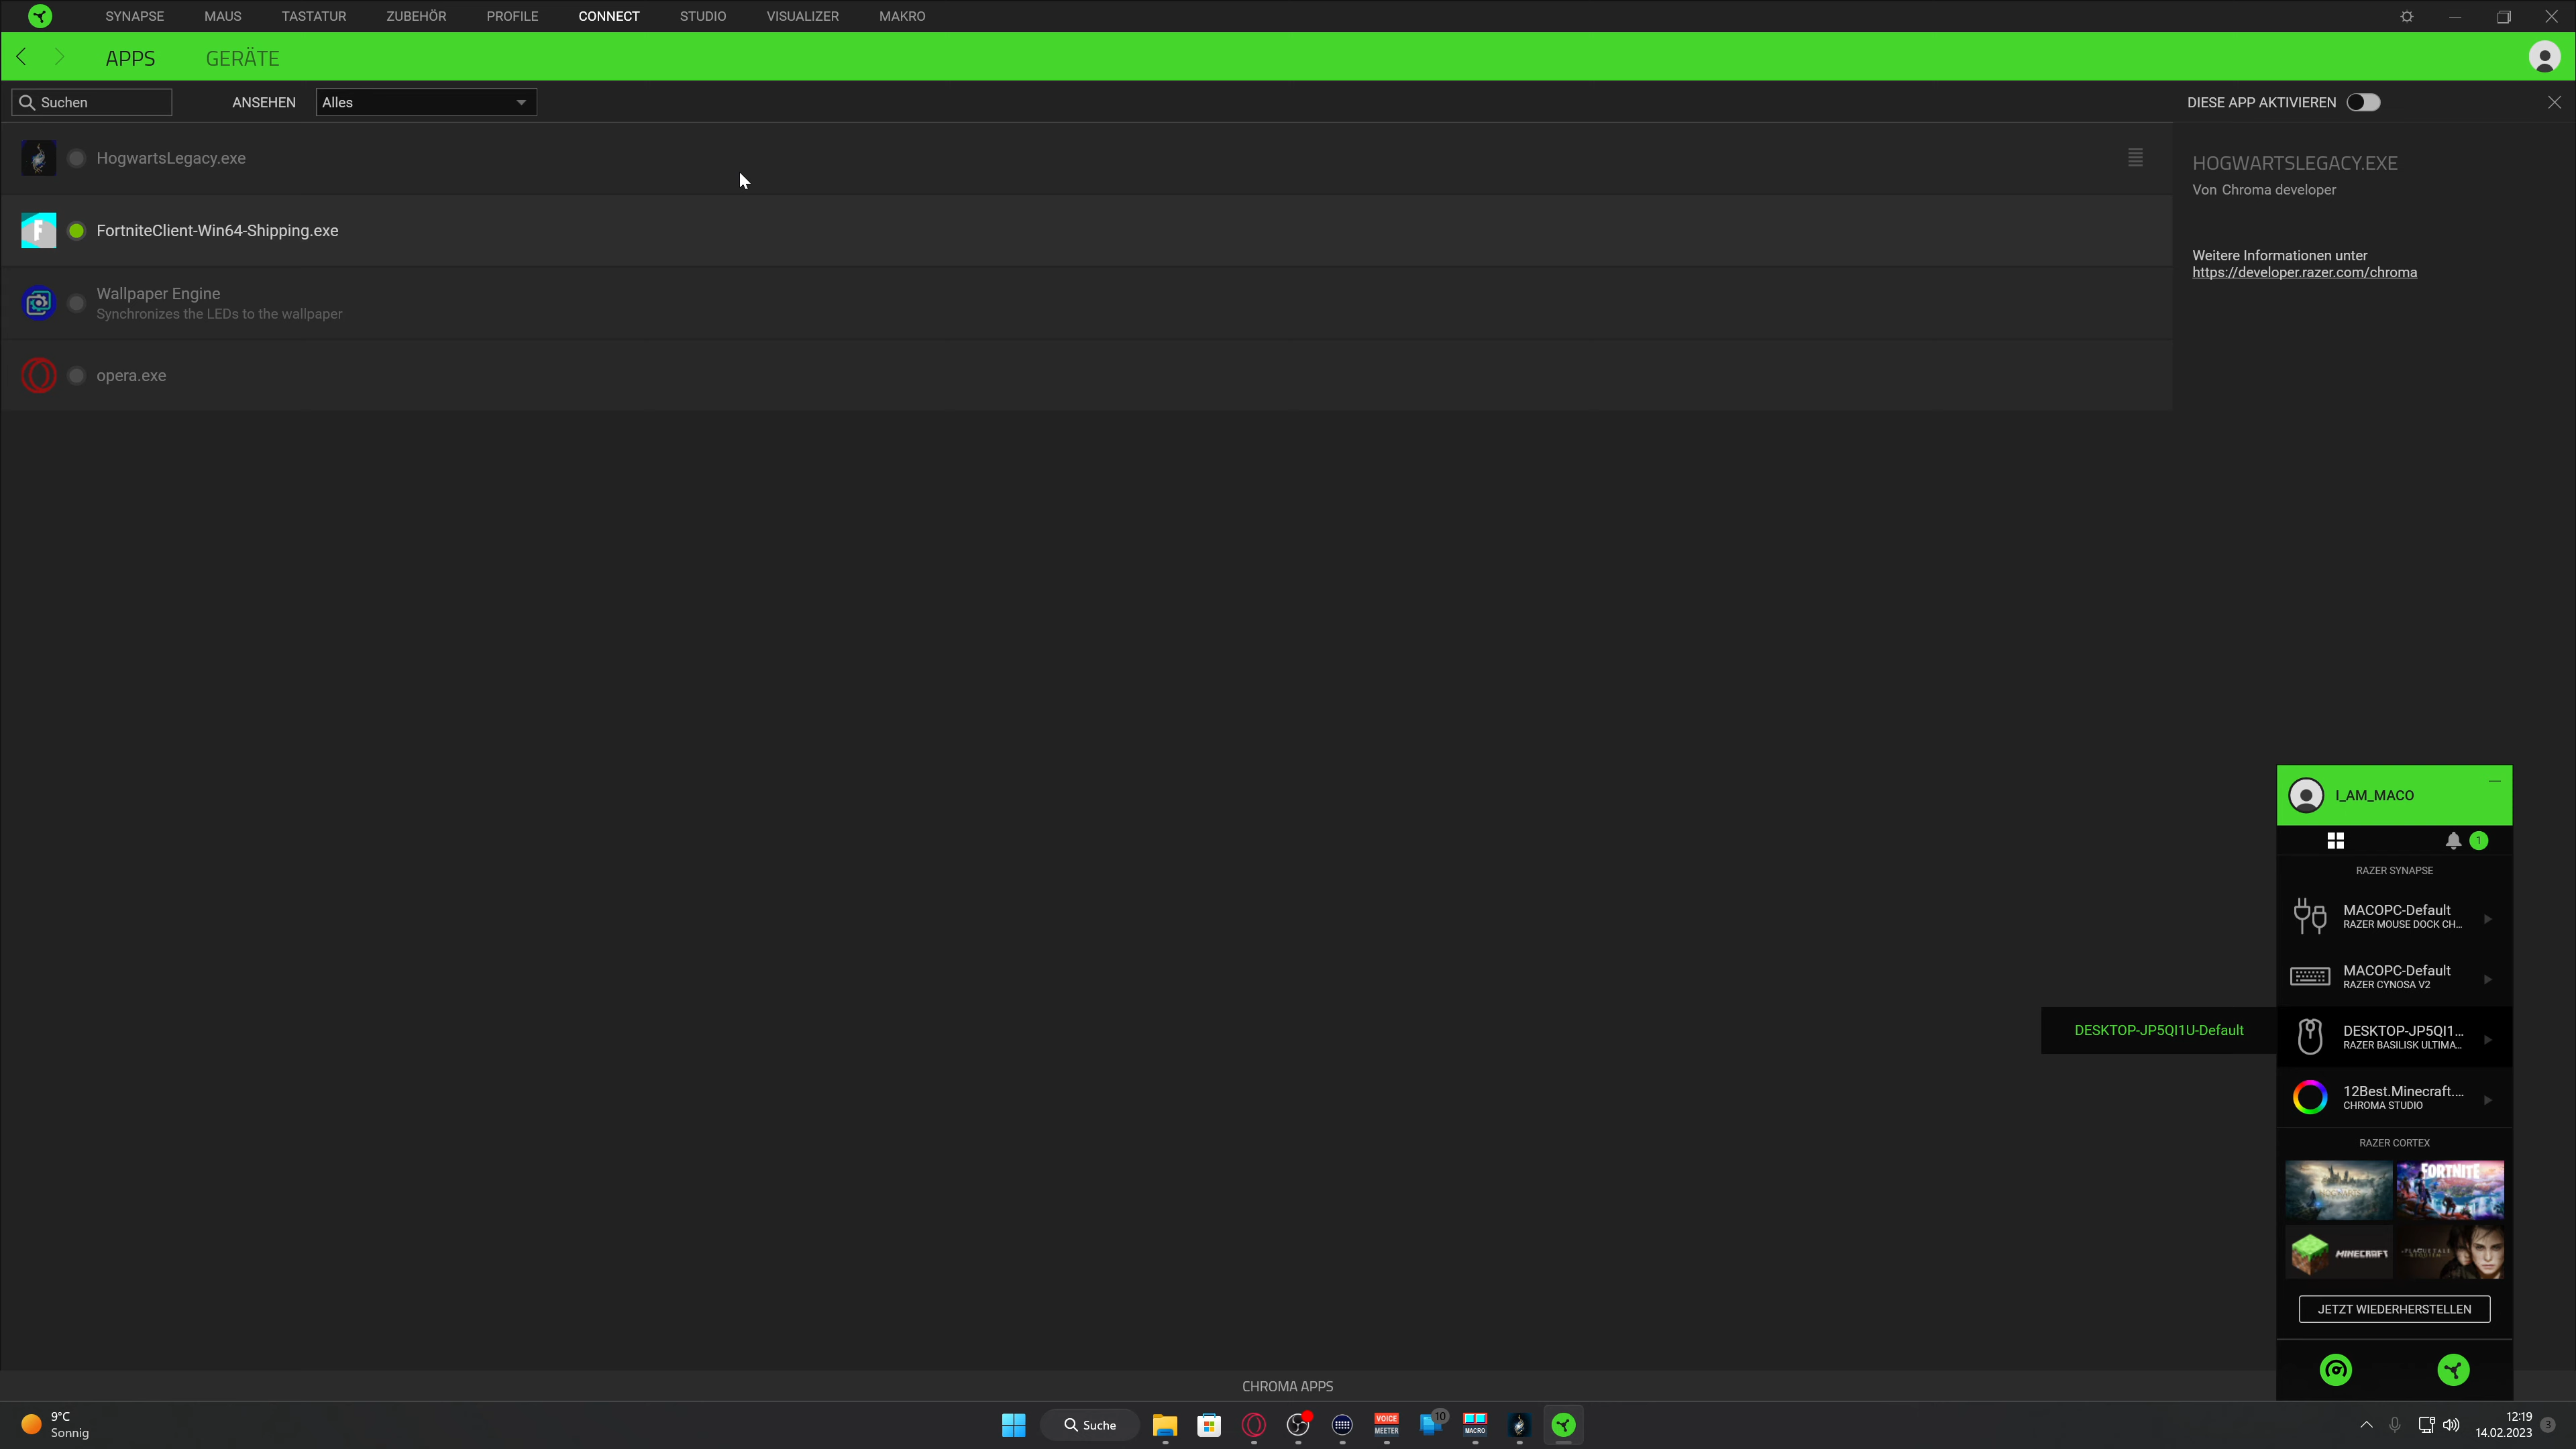 SYNAPSE MAUS TASTATUR ZUBEHÖR PROFILE CONNECT STUDIO VISUALIZER MAKRO
APPS GERÄTE
Suchen ANSEHEN Alles DIESE APP AKTIVIEREN
HogwartsLegacy.exe
FortniteClient-Win64-Shipping.exe
Wallpaper Engine
Synchronizes the LEDs to the wallpaper
opera.exe
HOGWARTSLEGACY.EXE
Von Chroma developer
Weitere Informationen unter
https://developer.razer.com/chroma
I_AM_MACO
1
RAZER SYNAPSE
MACOPC-Default
RAZER MOUSE DOCK CH...
MACOPC-Default
RAZER CYNOSA V2
DESKTOP-JP5QI1U-Default
DESKTOP-JP5QI1...
RAZER BASILISK ULTIMA...
12Best.Minecraft....
CHROMA STUDIO
RAZER CORTEX
FORTNITE
MINECRAFT
JETZT WIEDERHERSTELLEN
CHROMA APPS
9°C
Sonnig
Suche
VOICE
MEETER
10
MACRO
12:19
14.02.2023
3